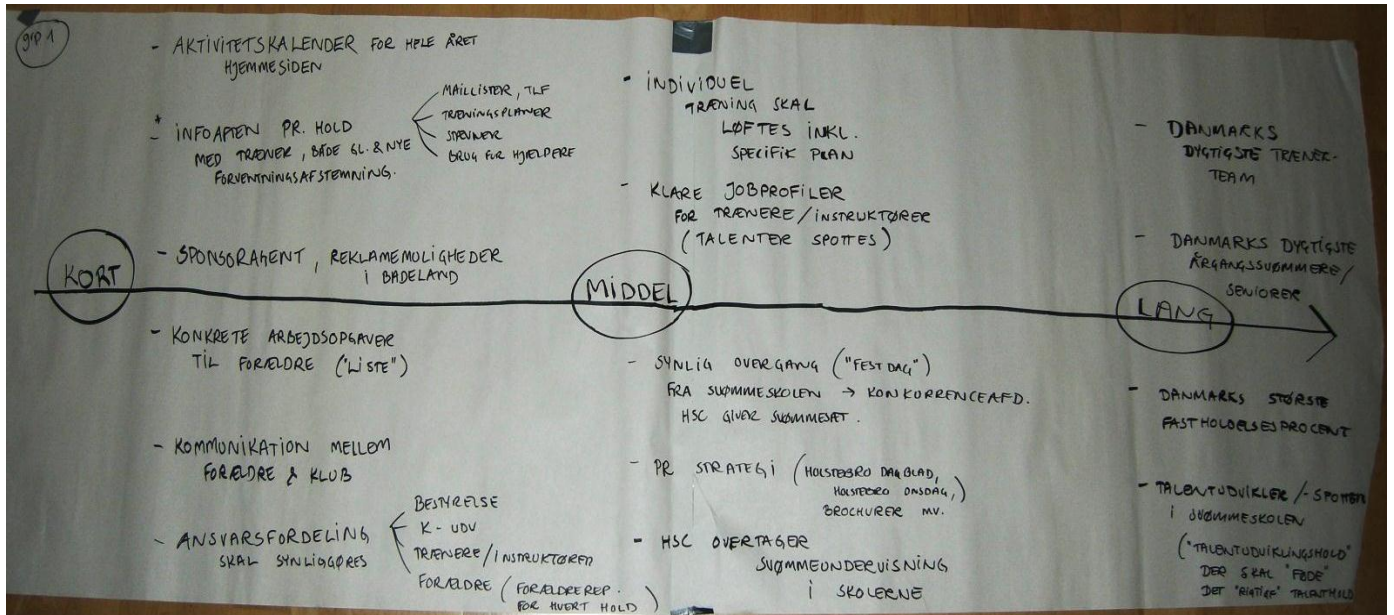 grp 1
- AKTIVITETSKALENDER FOR HELE ÅRET
HJEMMESIDEN
* - INFOAFTEN PR. HOLD
MED TRÆNER, BÅDE GL. & NYE
FORVENTNINGSAFSTEMNING.
MAILLISTER, TLF
TRÆNINGSPLANER
STÆVNER
BRUG FOR HJÆLPERE
- SPONSORAGENT, REKLAMEMULIGHEDER
I BADELAND
KORT
- KONKRETE ARBEJDSOPGAVER
TIL FORÆLDRE ("LISTE")
- KOMMUNIKATION MELLEM
FORÆLDRE & KLUB
- ANSVARSFORDELING
SKAL SYNLIGGØRES
BESTYRELSE
K-UDV
TRÆNERE/INSTRUKTØRER
FORÆLDRE (FORÆLDREREP.
FOR HVERT HOLD)
- INDIVIDUEL
TRÆNING SKAL
LØFTES INKL.
SPECIFIK PLAN
- KLARE JOBPROFILER
FOR TRÆNERE/INSTRUKTØRER
(TALENTER SPOTTES)
MIDDEL
- SYNLIG OVERGANG ("FESTDAG")
FRA SVØMMESKOLEN → KONKURRENCEAFD.
HSC GIVER SVØMMESÆT.
- PR STRATEGI (HOLSTEBRO DAGBLAD,
HOLSTEBRO ONSDAG,)
BROCHURER MV.
- HSC OVERTAGER
SVØMMEUNDERVISNING
I SKOLERNE
- DANMARKS
DYGTIGSTE TRÆNER-
TEAM
- DANMARKS DYGTIGSTE
ÅRGANGSSVØMMERE/
SENIORER
LANG
- DANMARKS STØRSTE
FASTHOLDELSESPROCENT
- TALENTUDVIKLER/-SPOTTER
I SVØMMESKOLEN
("TALENTUDVIKLINGSHOLD"
DER SKAL "FØDE"
DET "RIGTIGE" TALENTHOLD